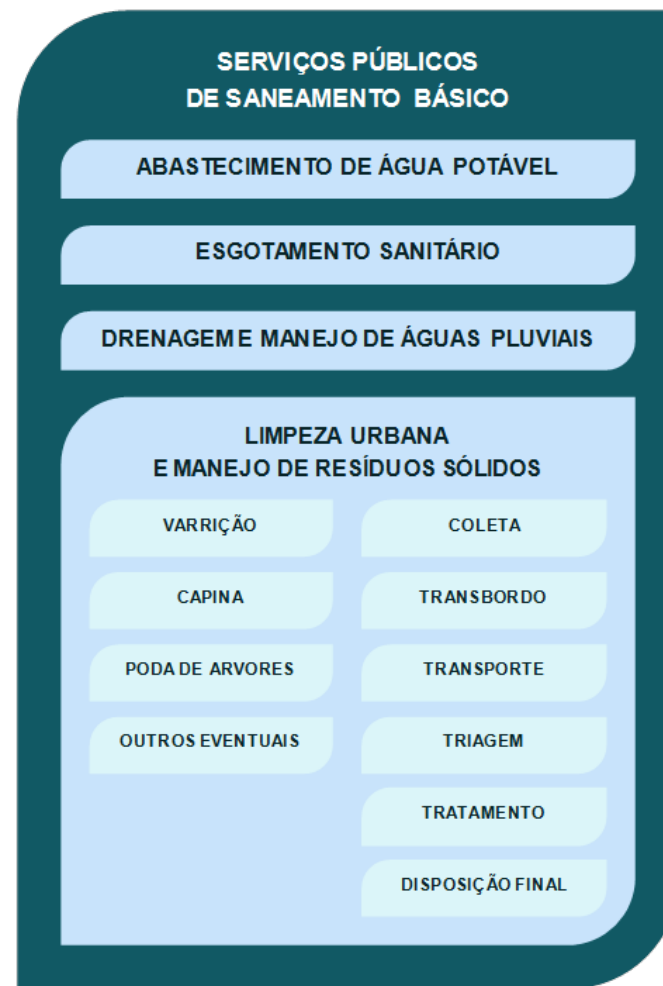 SERVIÇOS PÚBLICOS
DE SANEAMENTO BÁSICO
ABASTECIMENTO DE ÁGUA POTÁVEL
ESGOTAMENTO SANITÁRIO
DRENAGEM E MANEJO DE ÁGUAS PLUVIAIS
LIMPEZA URBANA
E MANEJO DE RESÍDUOS SÓLIDOS
VARRIÇÃO
CAPINA
PODA DE ARVORES
OUTROS EVENTUAIS
COLETA
TRANSBORDO
TRANSPORTE
TRIAGEM
TRATAMENTO
DISPOSIÇÃO FINAL